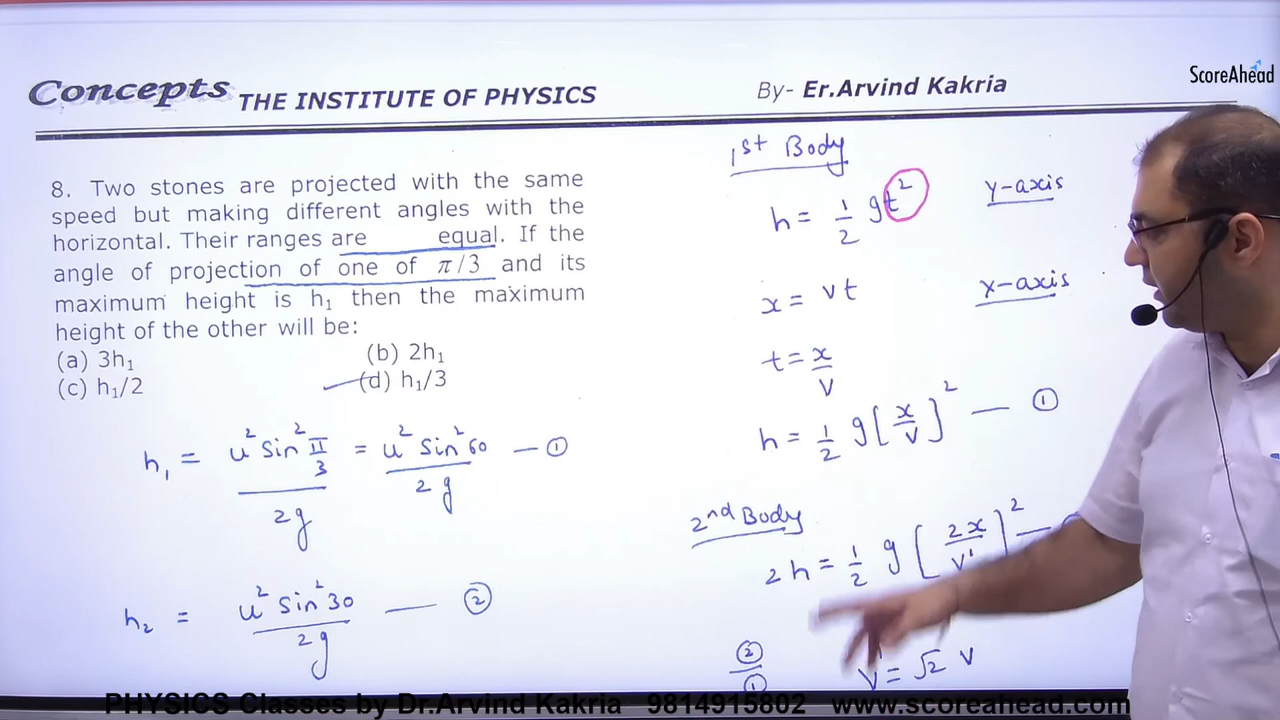 Concepts THE INSTITUTE OF PHYSICS
By- Er.Arvind Kakria
ScoreAhead
8. Two stones are projected with the same
speed but making different angles with the
horizontal. Their ranges are equal. If the
angle of projection of one of π/3 and its
maximum height is h₁ then the maximum
height of the other will be:
(a) 3h₁ (b) 2h₁
(c) h₁/2 (d) h₁/3
h₁ = u² Sin² π/3 / 2g = u² Sin² 60 / 2g — ①
h₂ = u² Sin² 30 / 2g — ②
1st Body
h = 1/2 gt² y-axis
x = vt x-axis
t = x/v
h = 1/2 g [x/v]² — ①
2nd Body
2h = 1/2 g [2x/v']² —
②/①
v' = √2 v
PHYSICS Classes by Dr.Arvind Kakria 9814915802 www.scoreahead.com